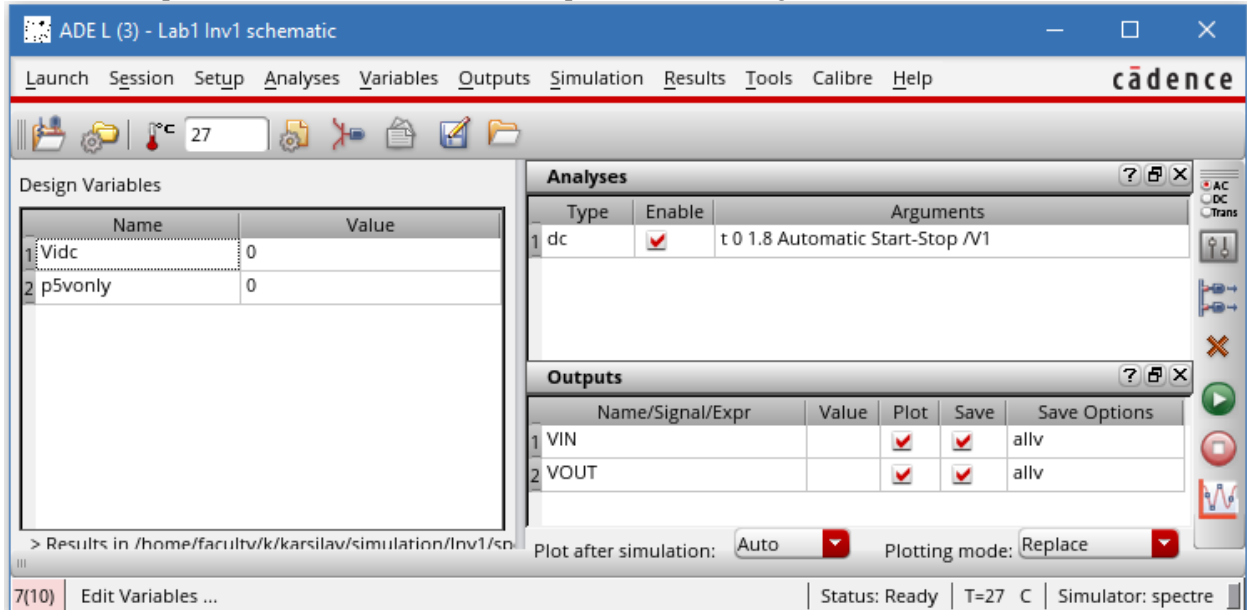 ADE L (3) - Lab1 Inv1 schematic
Launch Session Setup Analyses Variables Outputs Simulation Results Tools Calibre Help cādence
°C 27
Design Variables
Name Value
1 Vidc 0
2 p5vonly 0
> Results in /home/faculty/k/karsilay/simulation/Inv1/sp
Analyses
Type Enable Arguments
1 dc t 0 1.8 Automatic Start-Stop /V1
Outputs
Name/Signal/Expr Value Plot Save Save Options
1 VIN allv
2 VOUT allv
Plot after simulation: Auto Plotting mode: Replace
AC
DC
Trans
7(10) Edit Variables ... Status: Ready T=27 C Simulator: spectre